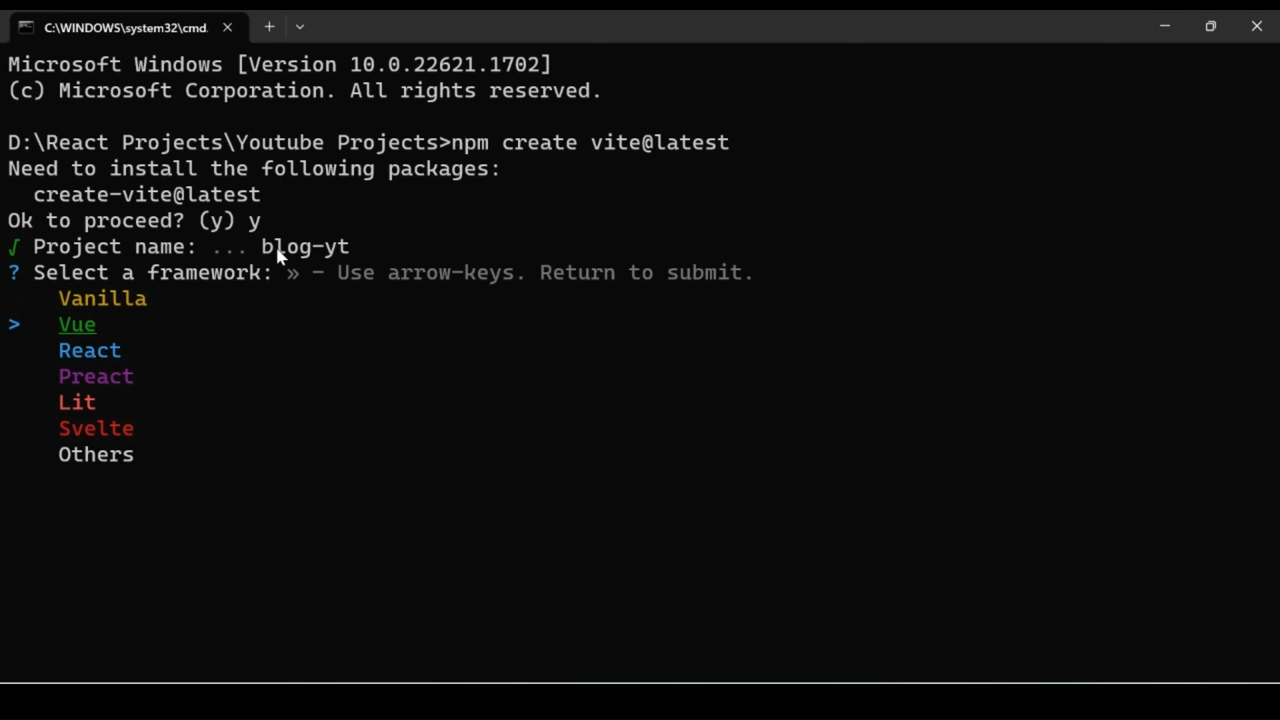 C:\WINDOWS\system32\cmd.
Microsoft Windows [Version 10.0.22621.1702]
(c) Microsoft Corporation. All rights reserved.
D:\React Projects\Youtube Projects>npm create vite@latest
Need to install the following packages:
create-vite@latest
Ok to proceed? (y) y
√ Project name: ... blog-yt
? Select a framework: » - Use arrow-keys. Return to submit.
Vanilla
> Vue
React
Preact
Lit
Svelte
Others